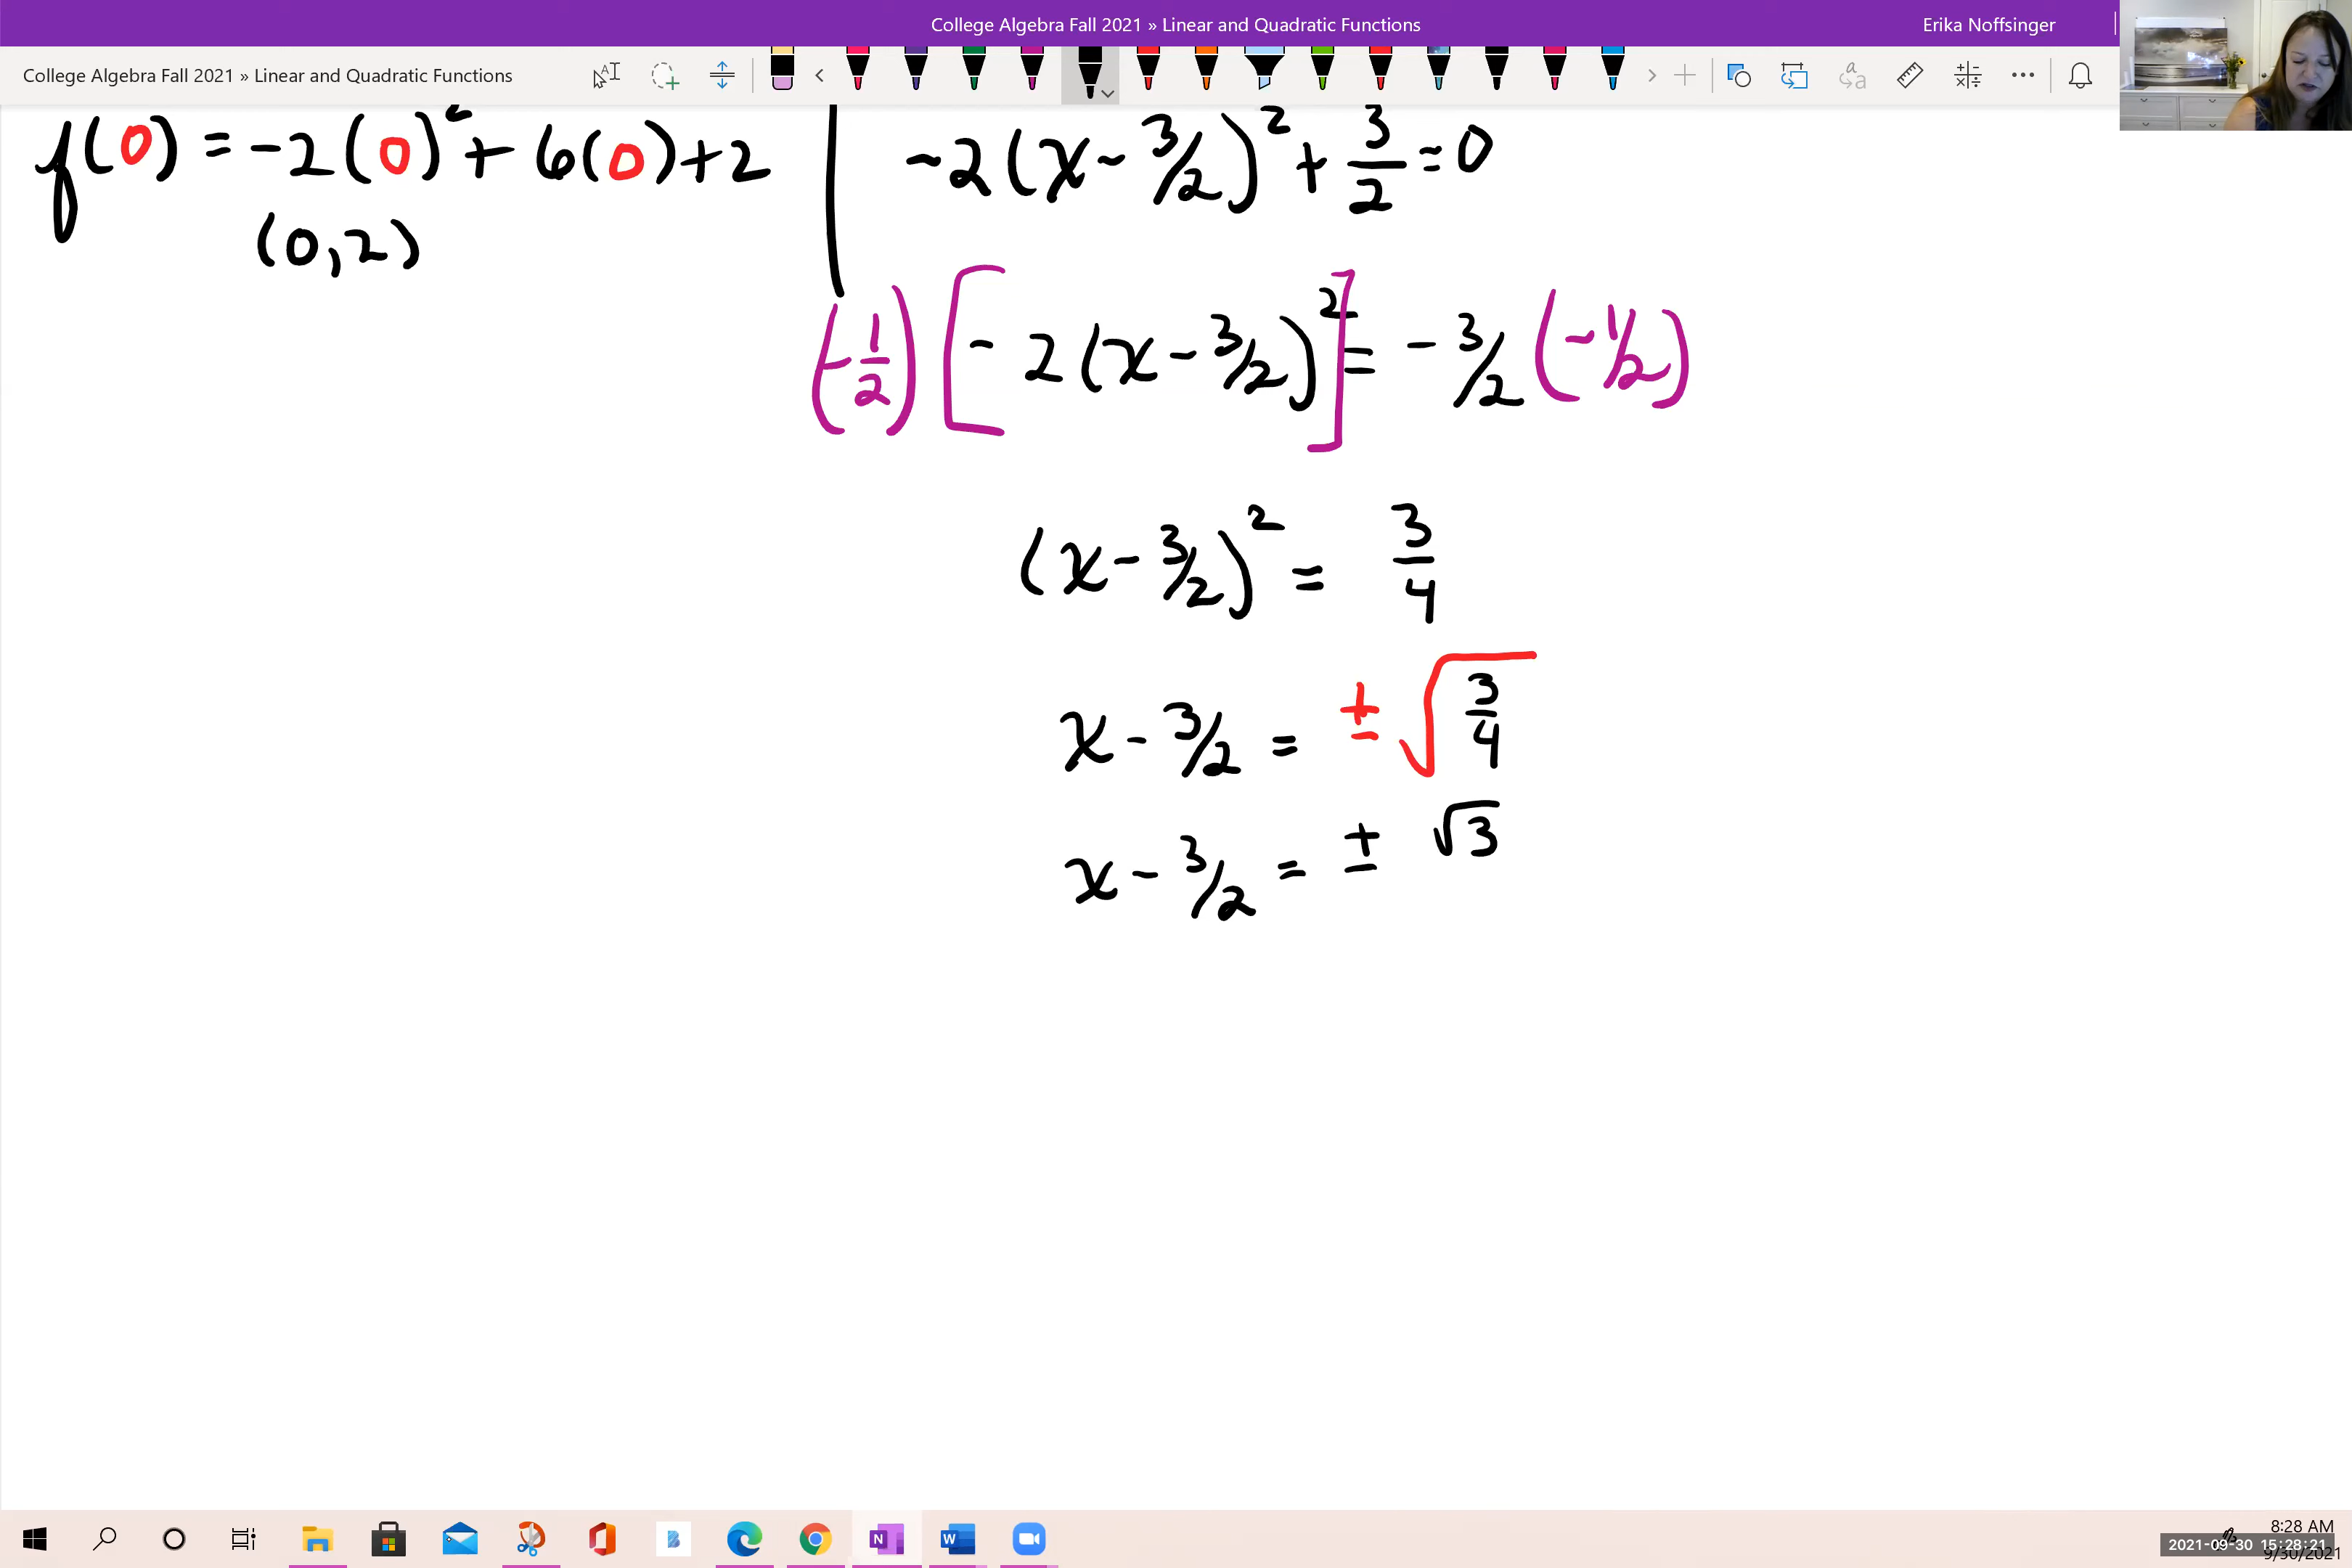 College Algebra Fall 2021 » Linear and Quadratic Functions
Erika Noffsinger
College Algebra Fall 2021 » Linear and Quadratic Functions
f(0) = -2(0)² + 6(0) + 2
(0,2)
-2(x - 3/2)² + 3/2 = 0
(-1/2)[-2(x - 3/2)²] = -3/2(-1/2)
(x - 3/2)² = 3/4
x - 3/2 = ± √(3/4)
x - 3/2 = ± √3
8:28 AM
2021-09-30 15:28:21
9/30/2021